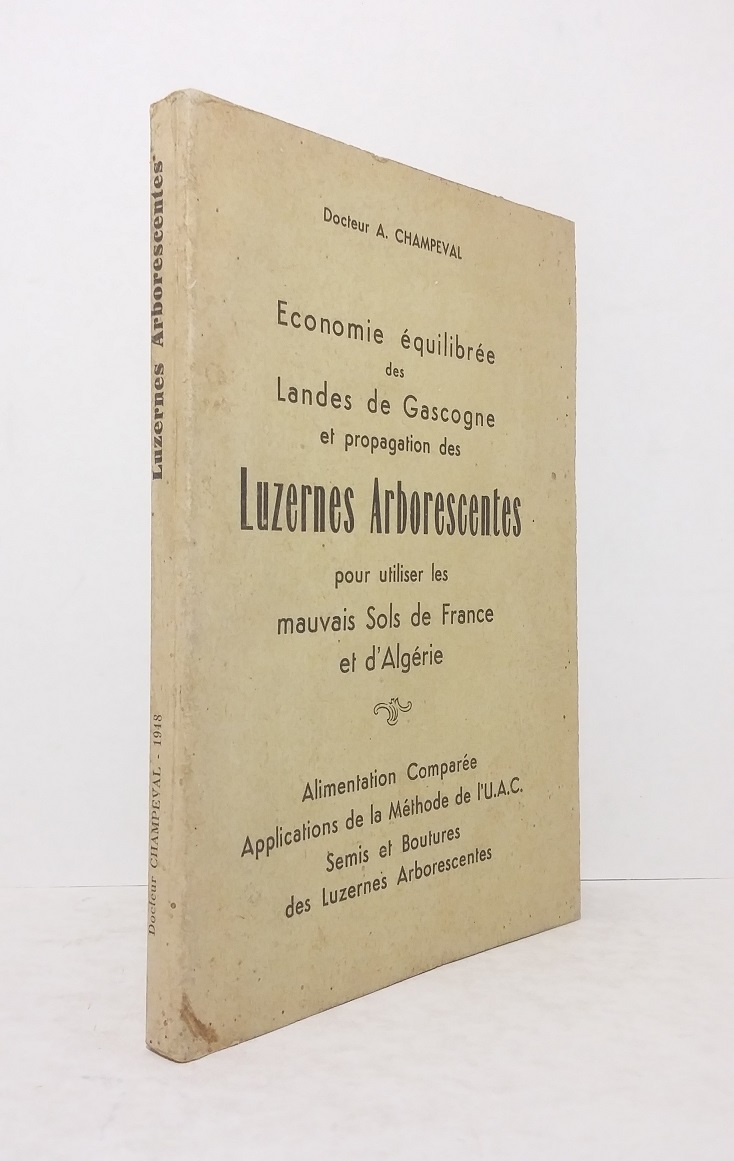 Docteur A. CHAMPEVAL
Economie équilibrée
des
Landes de Gascogne
et propagation des
Luzernes Arborescentes
pour utiliser les
mauvais Sols de France
et d'Algérie
Alimentation Comparée
Applications de la Méthode de l'U.A.C.
Semis et Boutures
des Luzernes Arborescentes
Luzernes Arborescentes
Docteur CHAMPEVAL - 1948